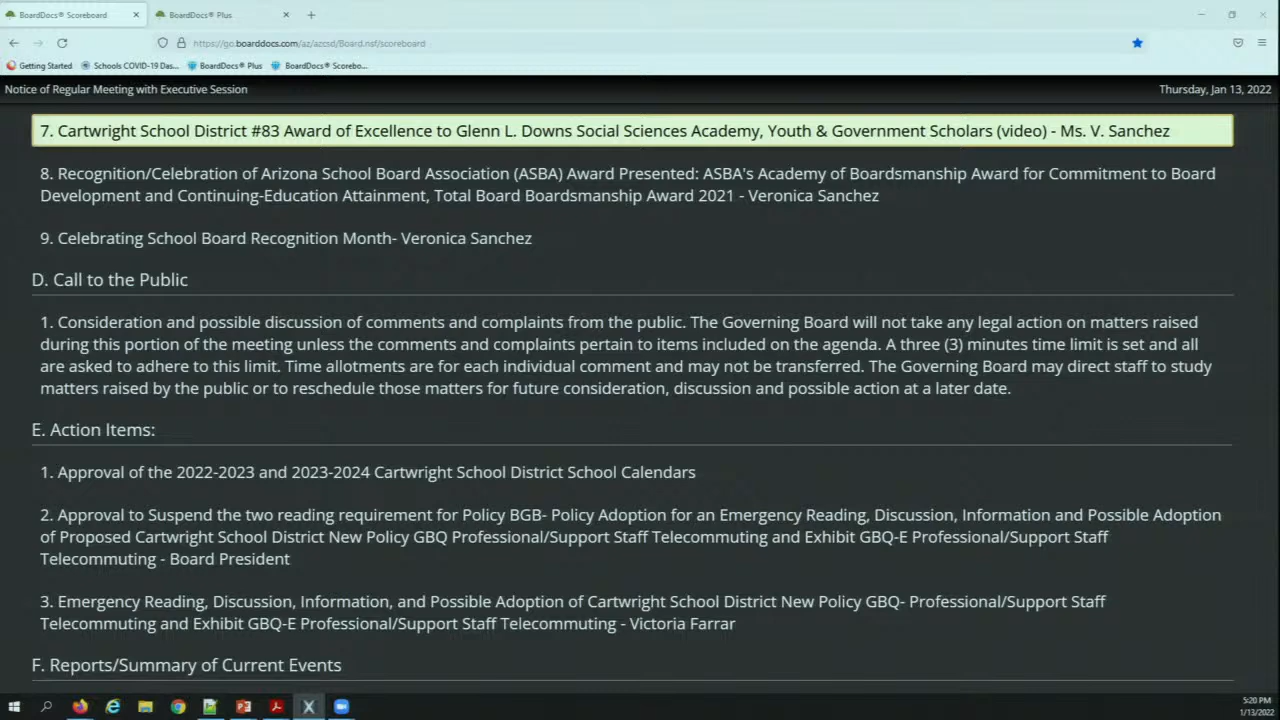 BoardDocs® Scoreboard
BoardDocs® Plus
https://go.boarddocs.com/az/azcsd/Board.nsf/scoreboard
Getting Started
Schools COVID-19 Das...
BoardDocs® Plus
BoardDocs® Scorebo...
Notice of Regular Meeting with Executive Session
Thursday, Jan 13, 2022
7. Cartwright School District #83 Award of Excellence to Glenn L. Downs Social Sciences Academy, Youth & Government Scholars (video) - Ms. V. Sanchez
8. Recognition/Celebration of Arizona School Board Association (ASBA) Award Presented: ASBA's Academy of Boardsmanship Award for Commitment to Board
Development and Continuing-Education Attainment, Total Board Boardsmanship Award 2021 - Veronica Sanchez
9. Celebrating School Board Recognition Month- Veronica Sanchez
D. Call to the Public
1. Consideration and possible discussion of comments and complaints from the public. The Governing Board will not take any legal action on matters raised
during this portion of the meeting unless the comments and complaints pertain to items included on the agenda. A three (3) minutes time limit is set and all
are asked to adhere to this limit. Time allotments are for each individual comment and may not be transferred. The Governing Board may direct staff to study
matters raised by the public or to reschedule those matters for future consideration, discussion and possible action at a later date.
E. Action Items:
1. Approval of the 2022-2023 and 2023-2024 Cartwright School District School Calendars
2. Approval to Suspend the two reading requirement for Policy BGB- Policy Adoption for an Emergency Reading, Discussion, Information and Possible Adoption
of Proposed Cartwright School District New Policy GBQ Professional/Support Staff Telecommuting and Exhibit GBQ-E Professional/Support Staff
Telecommuting - Board President
3. Emergency Reading, Discussion, Information, and Possible Adoption of Cartwright School District New Policy GBQ- Professional/Support Staff
Telecommuting and Exhibit GBQ-E Professional/Support Staff Telecommuting - Victoria Farrar
F. Reports/Summary of Current Events
5:20 PM
1/13/2022